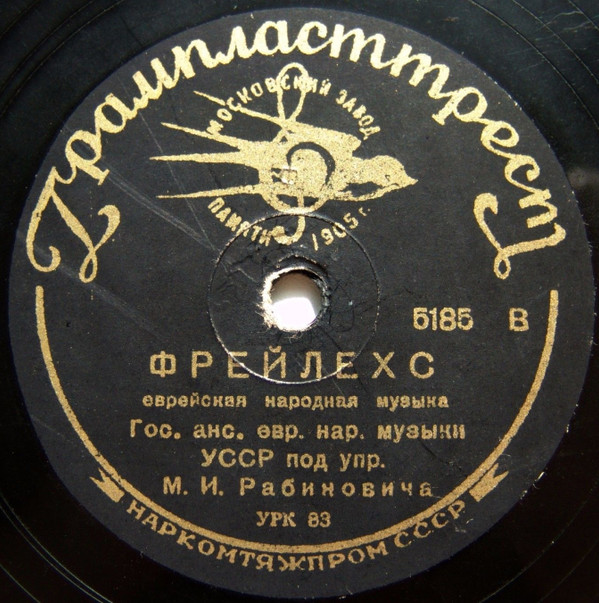 Грампласттрест
МОСКОВСКИЙ ЗАВОД
ПАМЯТИ 1905 г.
5185 В
ФРЕЙЛЕХС
еврейская народная музыка
Гос. анс. евр. нар. музыки
УССР под упр.
М. И. Рабиновича
УРК 83
НАРКОМТЯЖПРОМ СССР